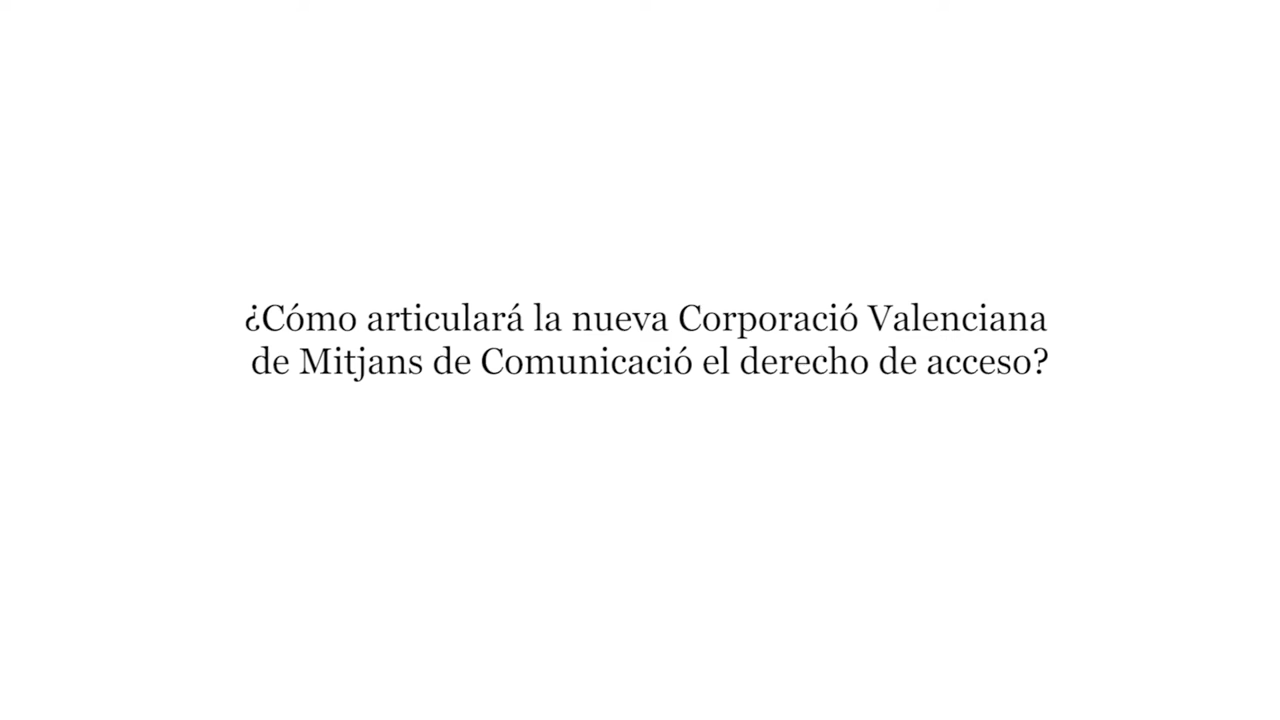 ¿Cómo articulará la nueva Corporació Valenciana
de Mitjans de Comunicació el derecho de acceso?